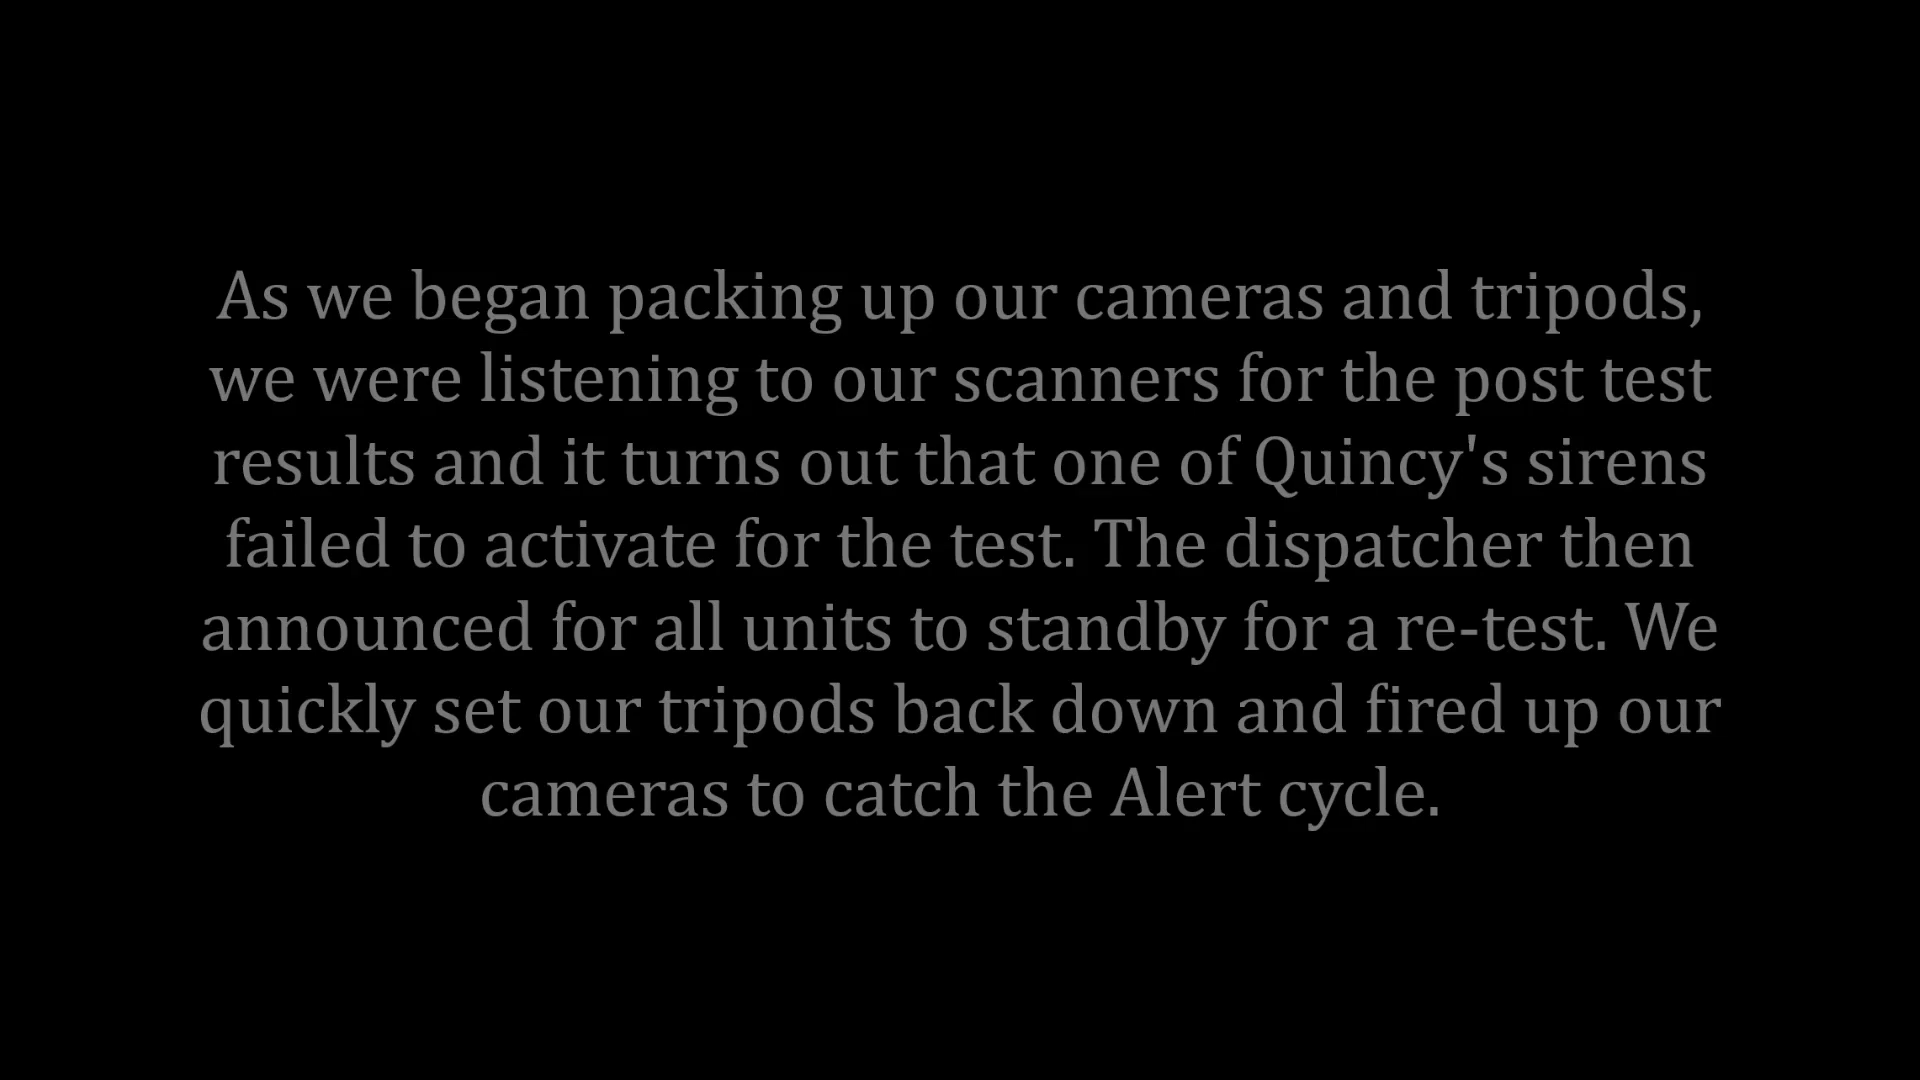 As we began packing up our cameras and tripods,
we were listening to our scanners for the post test
results and it turns out that one of Quincy's sirens
failed to activate for the test. The dispatcher then
announced for all units to standby for a re-test. We
quickly set our tripods back down and fired up our
cameras to catch the Alert cycle.